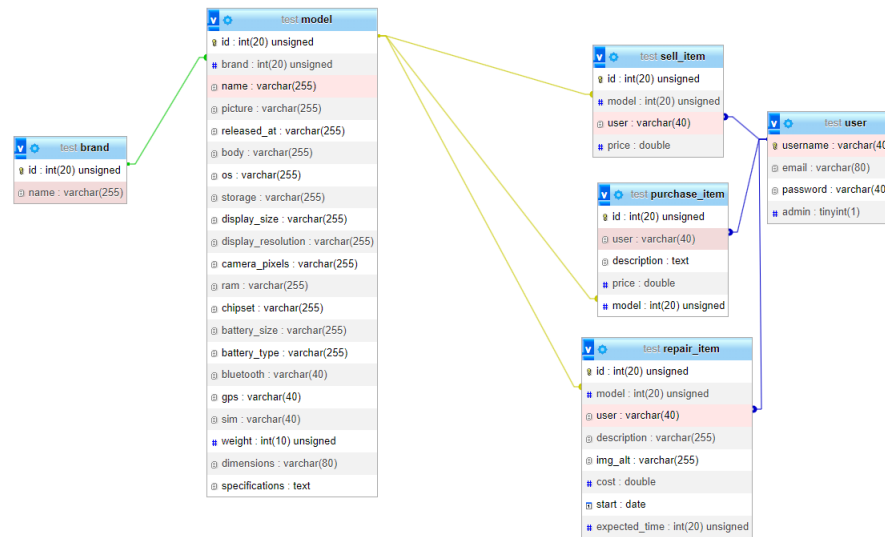 test brand
id : int(20) unsigned
name : varchar(255)
test model
id : int(20) unsigned
brand : int(20) unsigned
name : varchar(255)
picture : varchar(255)
released_at : varchar(255)
body : varchar(255)
os : varchar(255)
storage : varchar(255)
display_size : varchar(255)
display_resolution : varchar(255)
camera_pixels : varchar(255)
ram : varchar(255)
chipset : varchar(255)
battery_size : varchar(255)
battery_type : varchar(255)
bluetooth : varchar(40)
gps : varchar(40)
sim : varchar(40)
# weight : int(10) unsigned
dimensions : varchar(80)
specifications : text
test sell_item
id : int(20) unsigned
# model : int(20) unsigned
user : varchar(40)
# price : double
test purchase_item
id : int(20) unsigned
user : varchar(40)
description : text
# price : double
# model : int(20) unsigned
test repair_item
id : int(20) unsigned
# model : int(20) unsigned
user : varchar(40)
description : varchar(255)
img_alt : varchar(255)
# cost : double
start : date
# expected_time : int(20) unsigned
test user
username : varchar(40
email : varchar(80)
password : varchar(40
# admin : tinyint(1)